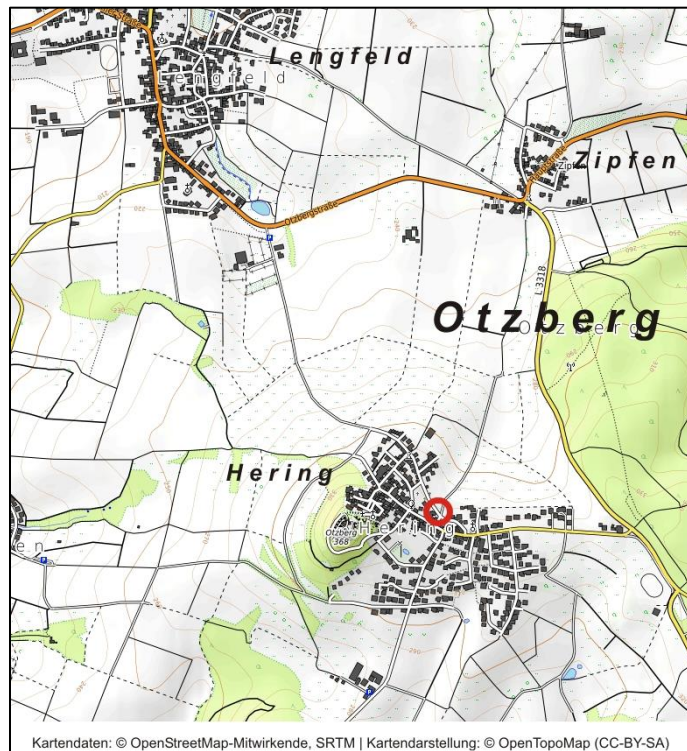 Lengfeld
Lengfeld
Zipfen
Zipfen
Otzbergstraße
L 3318
Otzberg
Otzberg
Hering
Hering
Otzberg
368
en
Kartendaten: © OpenStreetMap-Mitwirkende, SRTM | Kartendarstellung: © OpenTopoMap (CC-BY-SA)